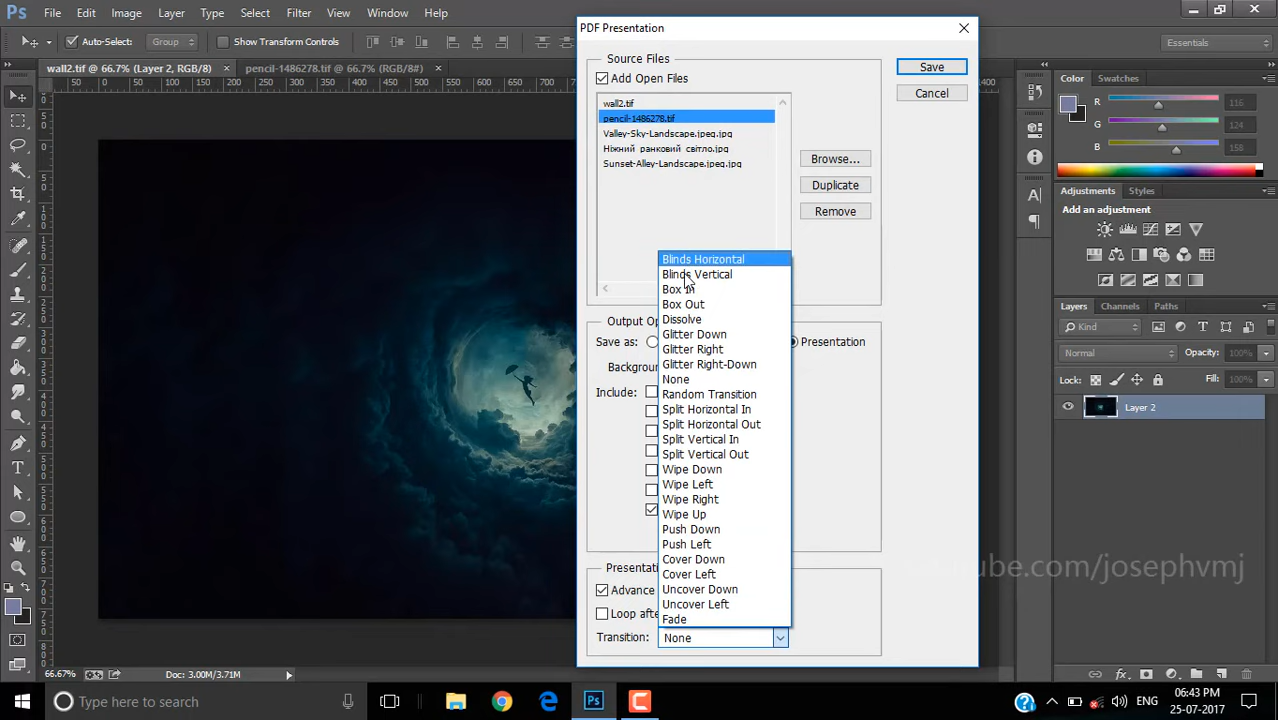 Ps File Edit Image Layer Type Select Filter View Window Help
Auto-Select: Group Show Transform Controls Essentials
wall2.tif @ 66.7% (Layer 2, RGB/8) × pencil-1486278.tif @ 66.7% (RGB/8#) ×
PDF Presentation
Source Files
Add Open Files
wall2.tif
pencil-1486278.tif
Valley-Sky-Landscape.jpeg.jpg
Ніжний ранковий світло.jpg
Sunset-Alley-Landscape.jpeg.jpg
Save
Cancel
Browse...
Duplicate
Remove
Blinds Horizontal
Blinds Vertical
Box In
Box Out
Dissolve
Glitter Down
Glitter Right
Glitter Right-Down
None
Random Transition
Split Horizontal In
Split Horizontal Out
Split Vertical In
Split Vertical Out
Wipe Down
Wipe Left
Wipe Right
Wipe Up
Push Down
Push Left
Cover Down
Cover Left
Uncover Down
Uncover Left
Fade
Save as: Presentation
Include:
Advance
Transition: None
Color Swatches
R 116
G 124
B 158
Adjustments Styles
Add an adjustment
Layers Channels Paths
Kind
Normal Opacity:
Lock: Fill:
Layer 2
tube.com/josephvmj
66.67% Doc: 3.00M/3.71M
Type here to search
ENG
06:43 PM
25-07-2017